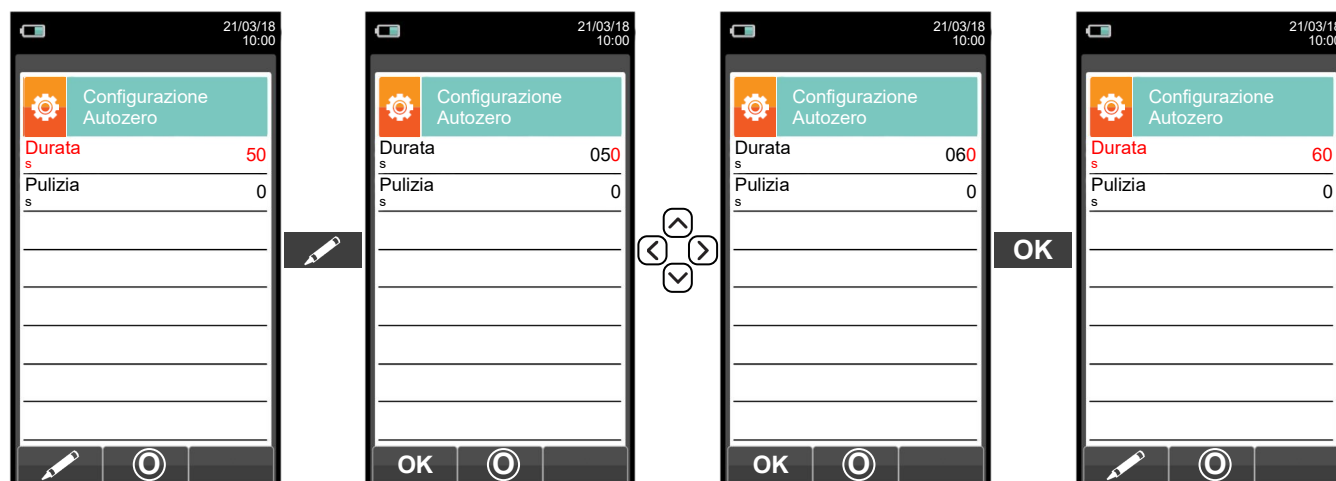 21/03/18
10:00
Configurazione
Autozero
Durata
s
50
Pulizia
s
0
O
21/03/18
10:00
Configurazione
Autozero
Durata
s
050
Pulizia
s
0
OK
O
21/03/18
10:00
Configurazione
Autozero
Durata
s
060
Pulizia
s
0
OK
O
OK
21/03/18
10:00
Configurazione
Autozero
Durata
s
60
Pulizia
s
0
O